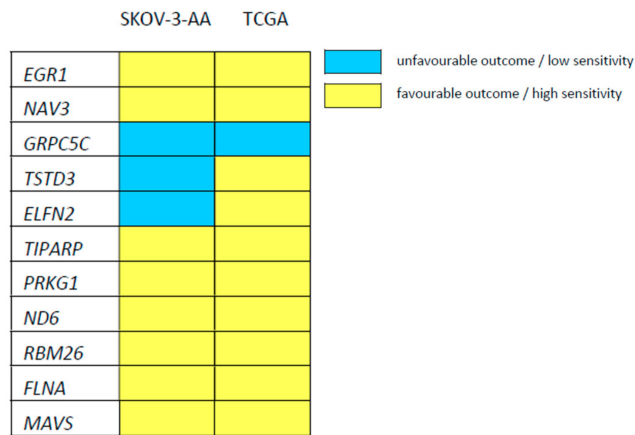 SKOV-3-AA TCGA
unfavourable outcome / low sensitivity
favourable outcome / high sensitivity
EGR1
NAV3
GRPC5C
TSTD3
ELFN2
TIPARP
PRKG1
ND6
RBM26
FLNA
MAVS